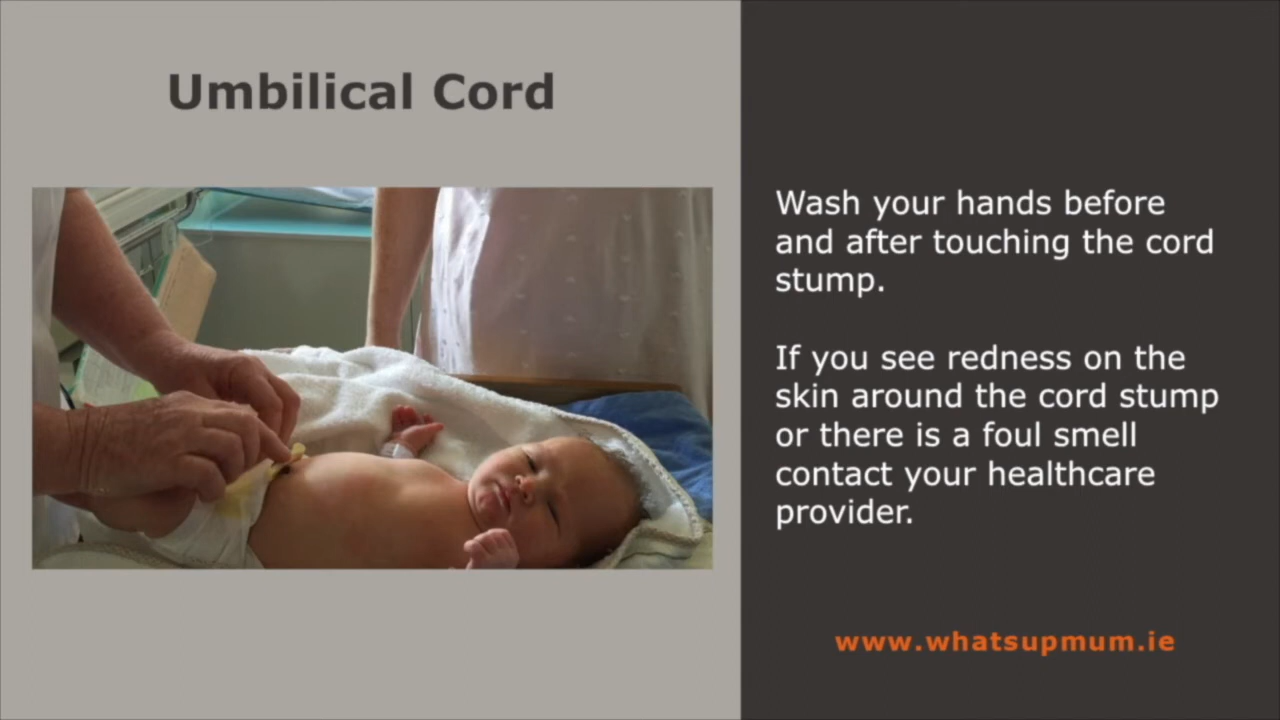 Umbilical Cord
Wash your hands before
and after touching the cord
stump.
If you see redness on the
skin around the cord stump
or there is a foul smell
contact your healthcare
provider.
www.whatsupmum.ie